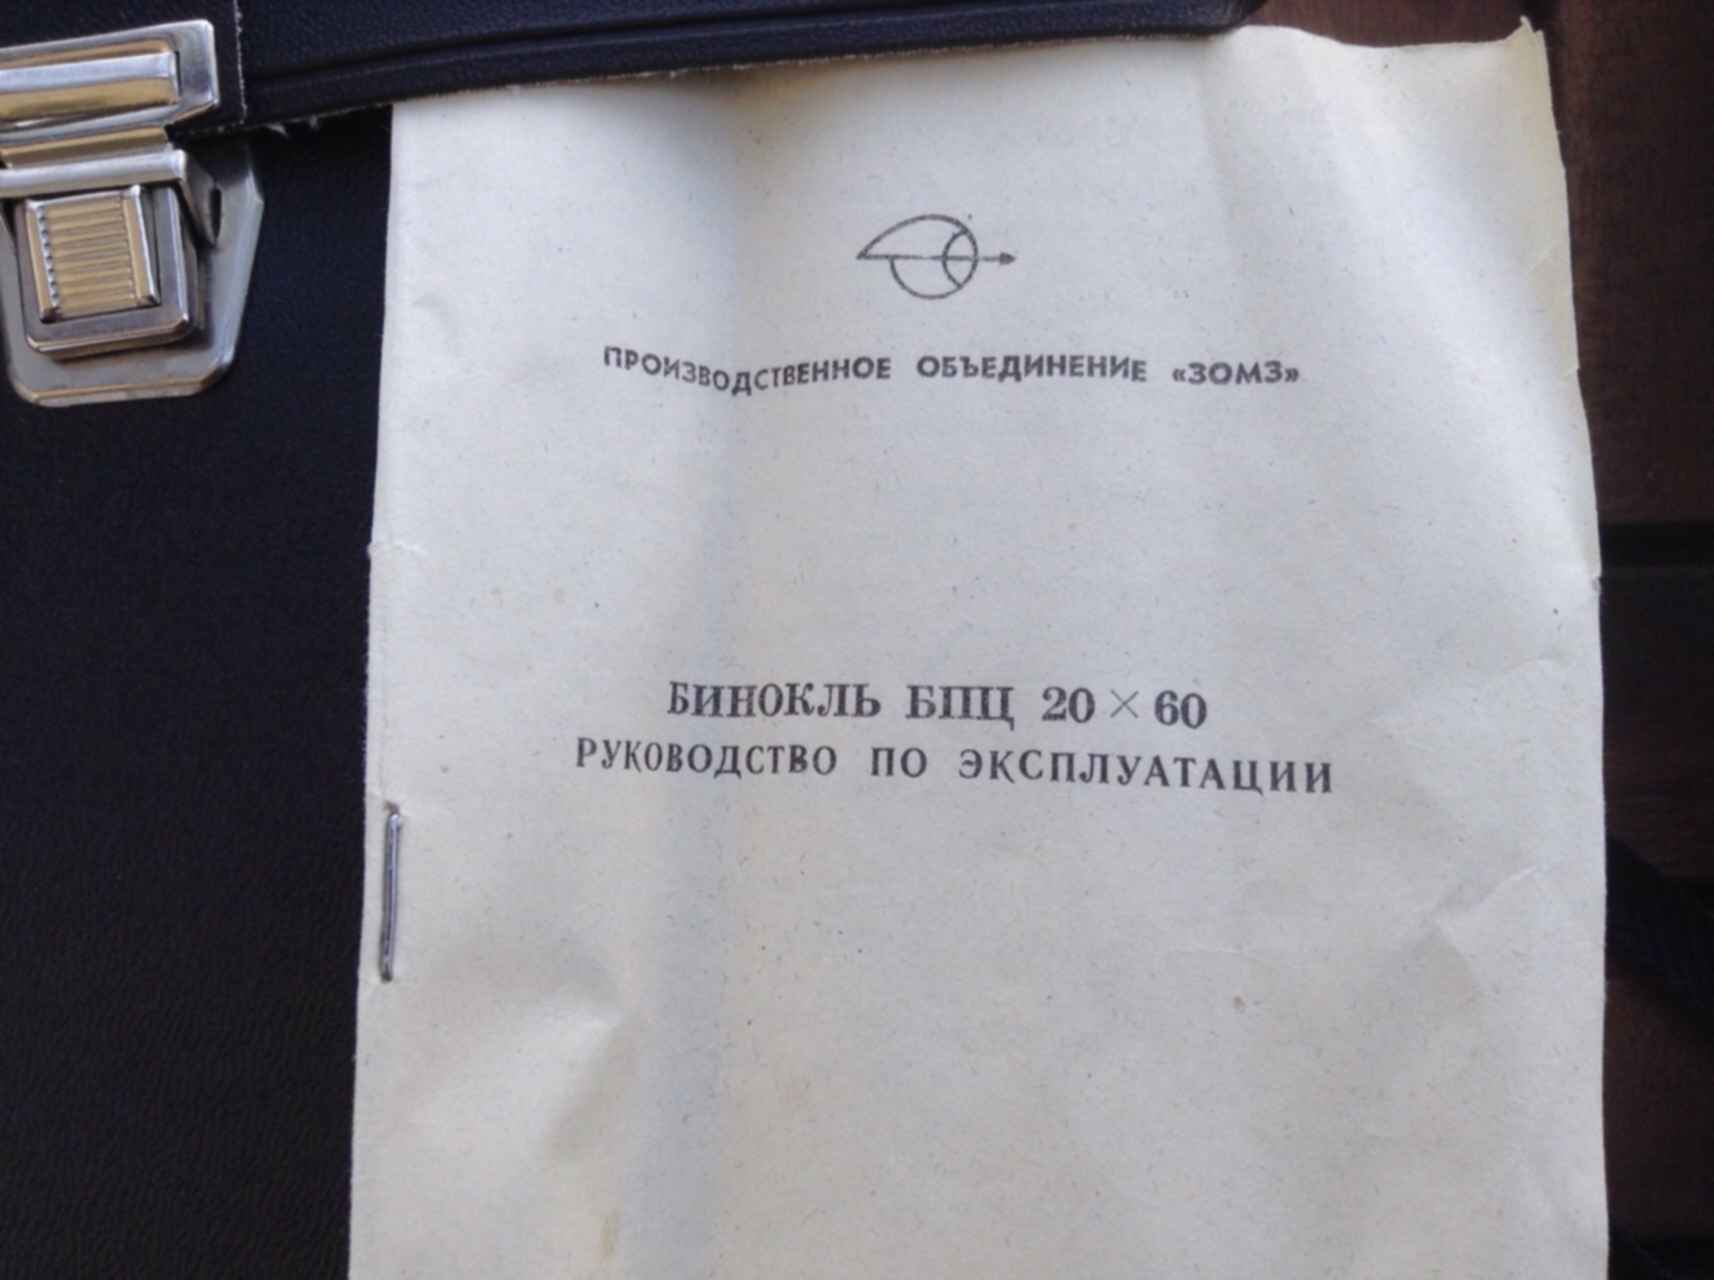 ПРОИЗВОДСТВЕННОЕ ОБЪЕДИНЕНИЕ «ЗОМЗ»
БИНОКЛЬ БПЦ 20×60
РУКОВОДСТВО ПО ЭКСПЛУАТАЦИИ